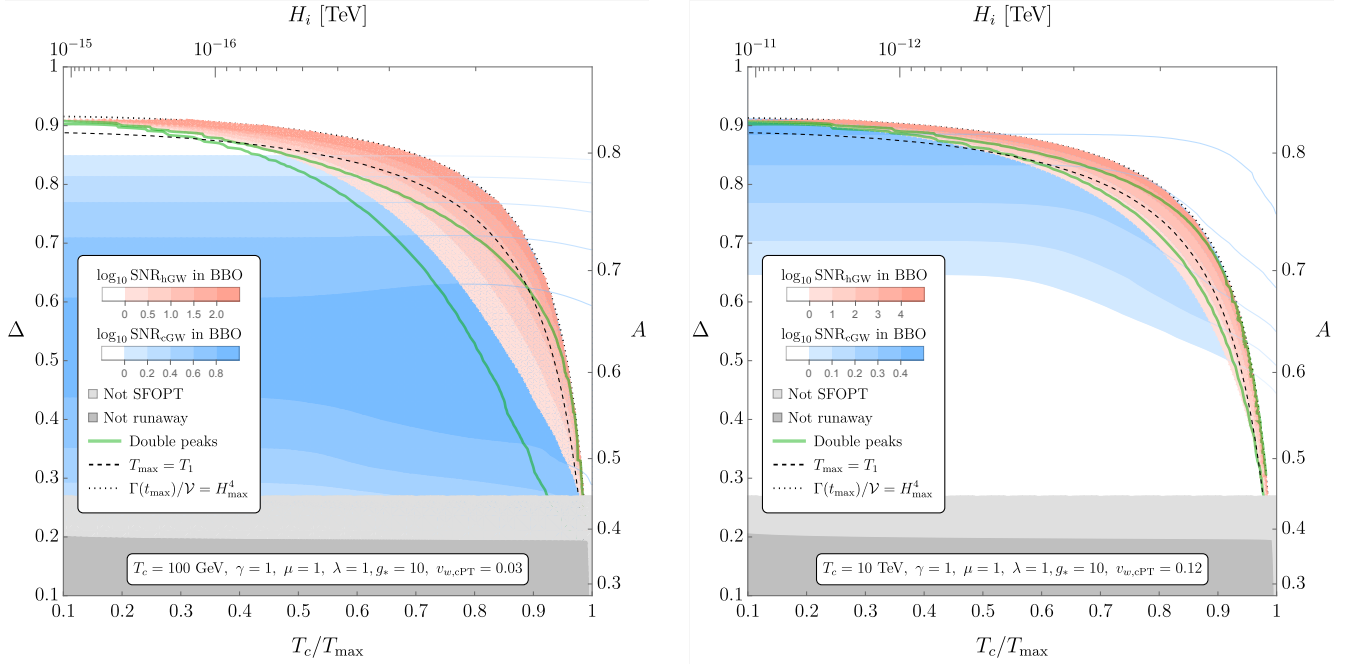 H_i [TeV]
10^−15 10^−16
1
0.9
0.8
0.7
0.6
0.5
0.4
0.3
0.2
0.1
Δ
0.8
0.7
0.6
0.5
0.4
0.3
A
log₁₀ SNR_hGW in BBO
0 0.5 1.0 1.5 2.0
log₁₀ SNR_cGW in BBO
0 0.2 0.4 0.6 0.8
Not SFOPT
Not runaway
Double peaks
T_max = T_1
Γ(t_max)/𝒱 = H^4_max
T_c = 100 GeV, γ = 1, μ = 1, λ = 1, g_* = 10, v_w,cPT = 0.03
0.1 0.2 0.3 0.4 0.5 0.6 0.7 0.8 0.9 1
T_c/T_max
H_i [TeV]
10^−11 10^−12
1
0.9
0.8
0.7
0.6
0.5
0.4
0.3
0.2
0.1
Δ
0.8
0.7
0.6
0.5
0.4
0.3
A
log₁₀ SNR_hGW in BBO
0 1 2 3 4
log₁₀ SNR_cGW in BBO
0 0.1 0.2 0.3 0.4
Not SFOPT
Not runaway
Double peaks
T_max = T_1
Γ(t_max)/𝒱 = H^4_max
T_c = 10 TeV, γ = 1, μ = 1, λ = 1, g_* = 10, v_w,cPT = 0.12
0.1 0.2 0.3 0.4 0.5 0.6 0.7 0.8 0.9 1
T_c/T_max